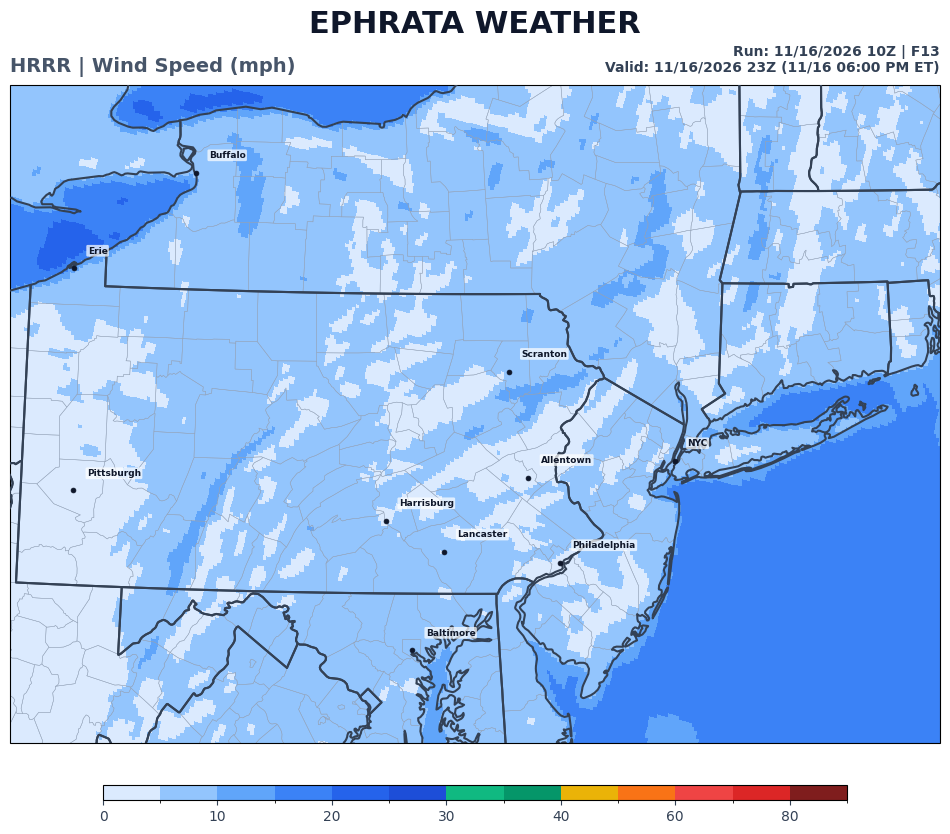 EPHRATA WEATHER
HRRR | Wind Speed (mph)
Run: 11/16/2026 10Z | F13
Valid: 11/16/2026 23Z (11/16 06:00 PM ET)
Buffalo
Erie
Scranton
NYC
Allentown
Pittsburgh
Harrisburg
Lancaster
Philadelphia
Baltimore
0 10 20 30 40 50 60 70 80